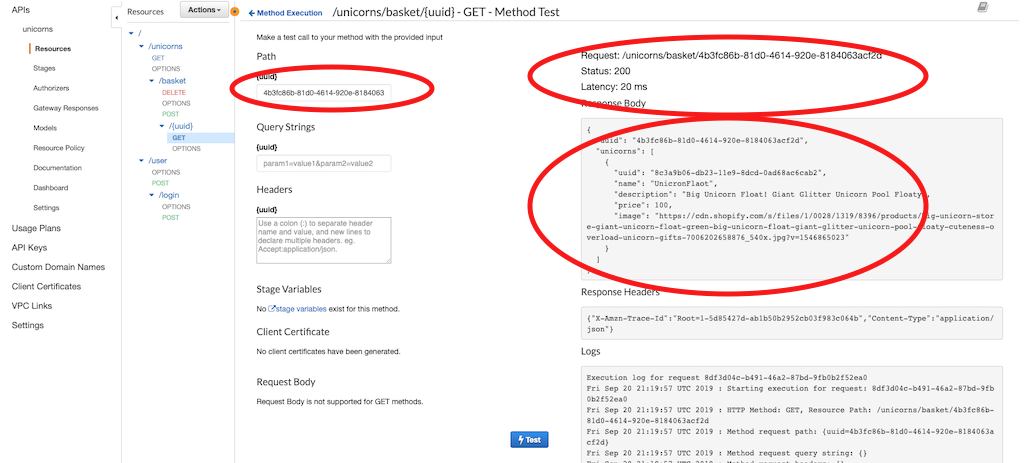 APIs
unicorns
Resources
Stages
Authorizers
Gateway Responses
Models
Resource Policy
Documentation
Dashboard
Settings
Usage Plans
API Keys
Custom Domain Names
Client Certificates
VPC Links
Settings
Resources
Actions
/
/unicorns
GET
OPTIONS
/basket
DELETE
OPTIONS
POST
/{uuid}
GET
OPTIONS
/user
OPTIONS
POST
/login
OPTIONS
POST
Method Execution /unicorns/basket/{uuid} - GET - Method Test
Make a test call to your method with the provided input
Path
{uuid}
4b3fc86b-81d0-4614-920e-8184063
Query Strings
{uuid}
param1=value1&param2=value2
Headers
{uuid}
Use a colon (:) to separate header
name and value, and new lines to
declare multiple headers. eg.
Accept:application/json.
Stage Variables
No stage variables exist for this method.
Client Certificate
No client certificates have been generated.
Request Body
Request Body is not supported for GET methods.
Test
Request: /unicorns/basket/4b3fc86b-81d0-4614-920e-8184063acf2d
Status: 200
Latency: 20 ms
Response Body
{
"uuid": "4b3fc86b-81d0-4614-920e-8184063acf2d",
"unicorns": [
{
"uuid": "8c3a9b06-db23-11e9-8dcd-0ad68ac6cab2",
"name": "UnicronFlaot",
"description": "Big Unicorn Float! Giant Glitter Unicorn Pool Floaty",
"price": 100,
"image": "https://cdn.shopify.com/s/files/1/0028/1319/8396/products/big-unicorn-stor
e-giant-unicorn-float-green-big-unicorn-float-giant-glitter-unicorn-pool-floaty-cuteness-o
verload-unicorn-gifts-7006202658876_540x.jpg?v=1546865023"
}
]
Response Headers
{"X-Amzn-Trace-Id":"Root=1-5d85427d-ab1b50b2952cb03f983c064b","Content-Type":"application/
json"}
Logs
Execution log for request 8df3d04c-b491-46a2-87bd-9fb0b2f52ea0
Fri Sep 20 21:19:57 UTC 2019 : Starting execution for request: 8df3d04c-b491-46a2-87bd-9fb
0b2f52ea0
Fri Sep 20 21:19:57 UTC 2019 : HTTP Method: GET, Resource Path: /unicorns/basket/4b3fc86b-
81d0-4614-920e-8184063acf2d
Fri Sep 20 21:19:57 UTC 2019 : Method request path: {uuid=4b3fc86b-81d0-4614-920e-8184063a
cf2d}
Fri Sep 20 21:19:57 UTC 2019 : Method request query string: {}